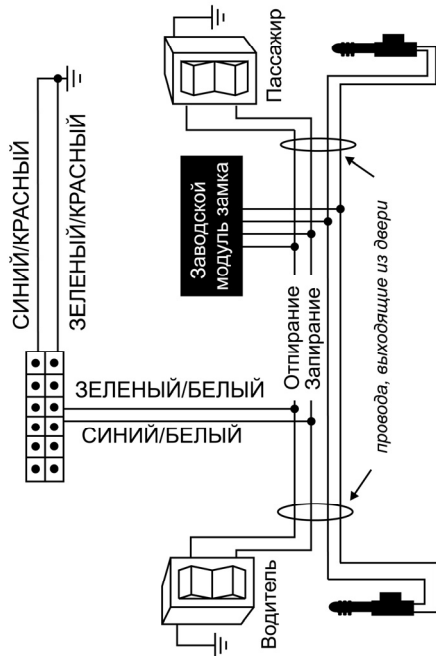 СИНИЙ/КРАСНЫЙ
ЗЕЛЕНЫЙ/КРАСНЫЙ
ЗЕЛЕНЫЙ/БЕЛЫЙ
СИНИЙ/БЕЛЫЙ
Пассажир
Заводской
модуль замка
Отпирание
Запирание
Водитель
провода, выходящие из двери